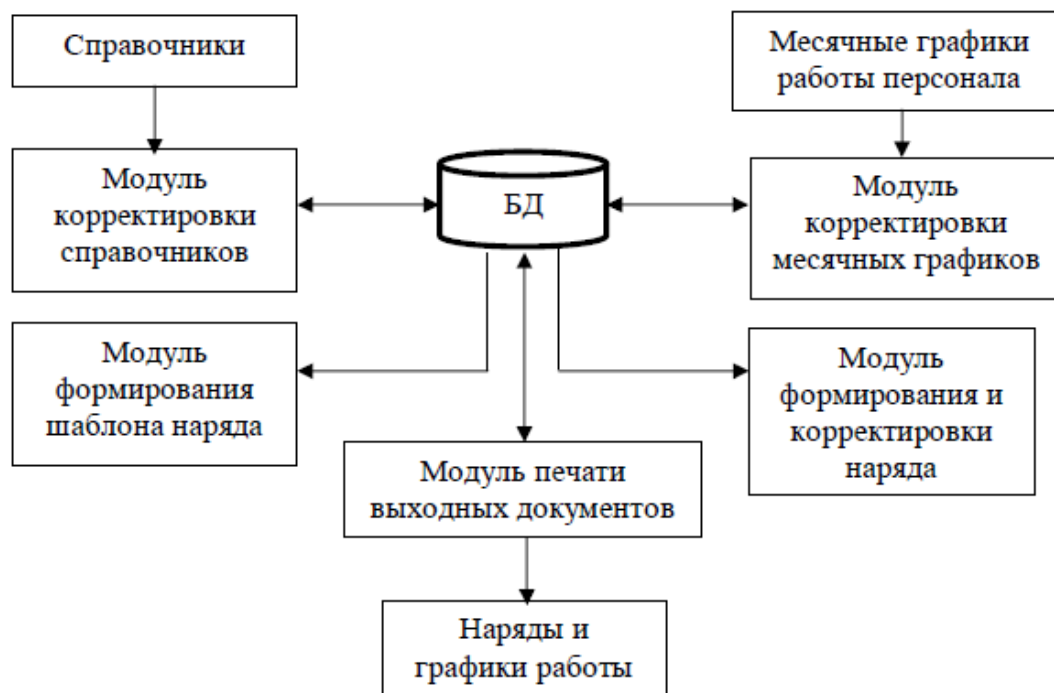 Справочники
Месячные графики
работы персонала
Модуль
корректировки
справочников
БД
Модуль
корректировки
месячных графиков
Модуль
формирования
шаблона наряда
Модуль
формирования и
корректировки
наряда
Модуль печати
выходных документов
Наряды и
графики работы